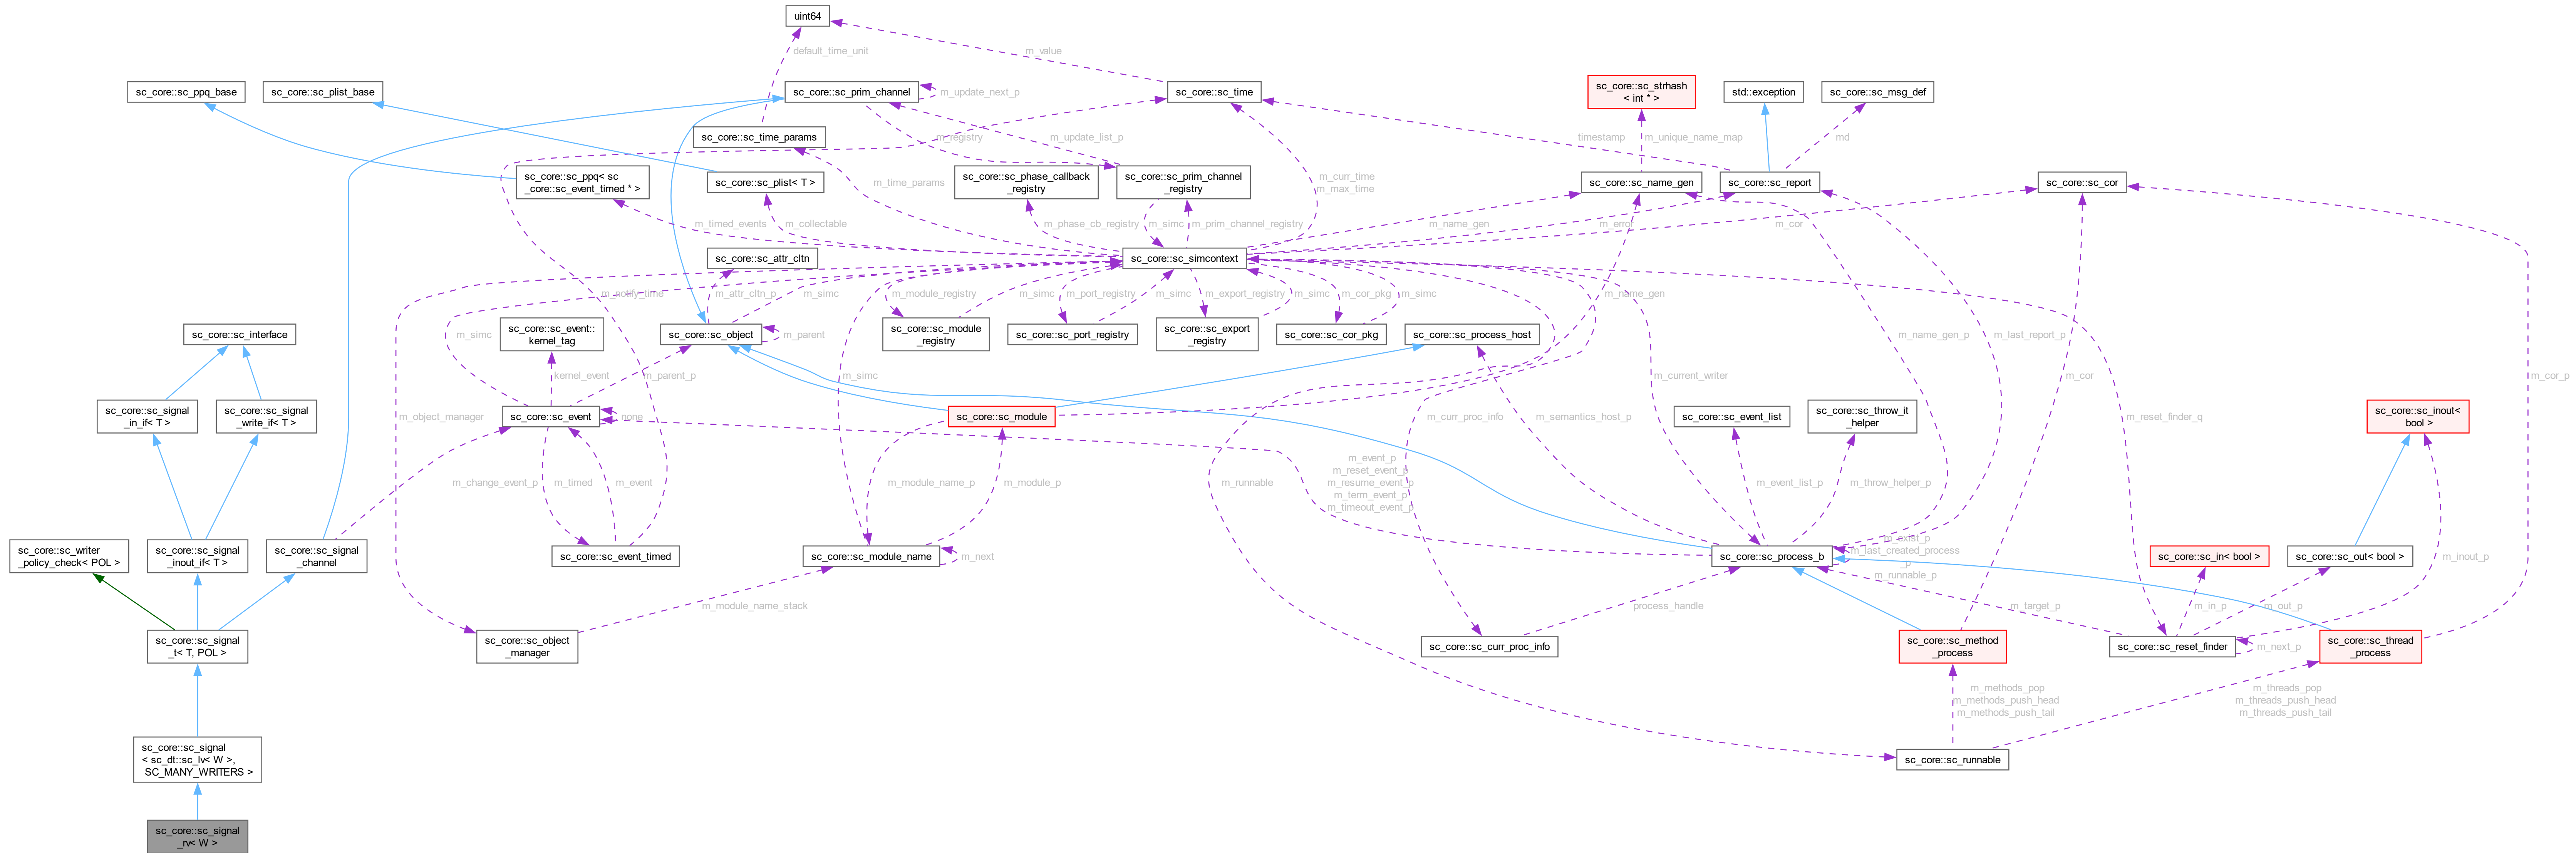 uint64
default_time_unit
m_value
sc_core::sc_ppq_base
sc_core::sc_plist_base
sc_core::sc_prim_channel
m_update_next_p
sc_core::sc_time
sc_core::sc_strhash
< int * >
std::exception
sc_core::sc_msg_def
sc_core::sc_time_params
m_registry
m_update_list_p
timestamp
m_unique_name_map
md
sc_core::sc_ppq< sc
_core::sc_event_timed * >
sc_core::sc_plist< T >
m_time_params
sc_core::sc_phase_callback
_registry
sc_core::sc_prim_channel
_registry
m_curr_time
m_max_time
sc_core::sc_name_gen
sc_core::sc_report
sc_core::sc_cor
m_timed_events
m_collectable
m_phase_cb_registry
m_simc
m_prim_channel_registry
m_name_gen
m_error
m_cor
sc_core::sc_attr_cltn
sc_core::sc_simcontext
m_notify_time
m_attr_cltn_p
m_simc
m_module_registry
m_simc
m_port_registry
m_simc
m_export_registry
m_simc
m_cor_pkg
m_simc
m_name_gen
sc_core::sc_interface
m_simc
sc_core::sc_event::
kernel_tag
sc_core::sc_object
m_parent
sc_core::sc_module
_registry
sc_core::sc_port_registry
sc_core::sc_export
_registry
sc_core::sc_cor_pkg
sc_core::sc_process_host
m_name_gen_p
m_last_report_p
kernel_event
m_parent_p
m_simc
m_current_writer
m_cor
m_cor_p
sc_core::sc_signal
_in_if< T >
sc_core::sc_signal
_write_if< T >
m_object_manager
sc_core::sc_event
none
sc_core::sc_module
m_curr_proc_info
m_semantics_host_p
sc_core::sc_event_list
sc_core::sc_throw_it
_helper
m_reset_finder_q
sc_core::sc_inout<
bool >
m_change_event_p
m_timed
m_event
m_module_name_p
m_module_p
m_runnable
m_event_p
m_reset_event_p
m_resume_event_p
m_term_event_p
m_timeout_event_p
m_event_list_p
m_throw_helper_p
sc_core::sc_writer
_policy_check< POL >
sc_core::sc_signal
_inout_if< T >
sc_core::sc_signal
_channel
sc_core::sc_event_timed
sc_core::sc_module_name
m_next
sc_core::sc_process_b
m_exist_p
m_last_created_process
_p
m_runnable_p
sc_core::sc_in< bool >
sc_core::sc_out< bool >
m_inout_p
m_module_name_stack
process_handle
m_target_p
m_in_p
m_out_p
sc_core::sc_signal
_t< T, POL >
sc_core::sc_object
_manager
sc_core::sc_curr_proc_info
sc_core::sc_method
_process
sc_core::sc_reset_finder
m_next_p
sc_core::sc_thread
_process
m_methods_pop
m_methods_push_head
m_methods_push_tail
m_threads_pop
m_threads_push_head
m_threads_push_tail
sc_core::sc_signal
< sc_dt::sc_lv< W >,
SC_MANY_WRITERS >
sc_core::sc_runnable
sc_core::sc_signal
_rv< W >